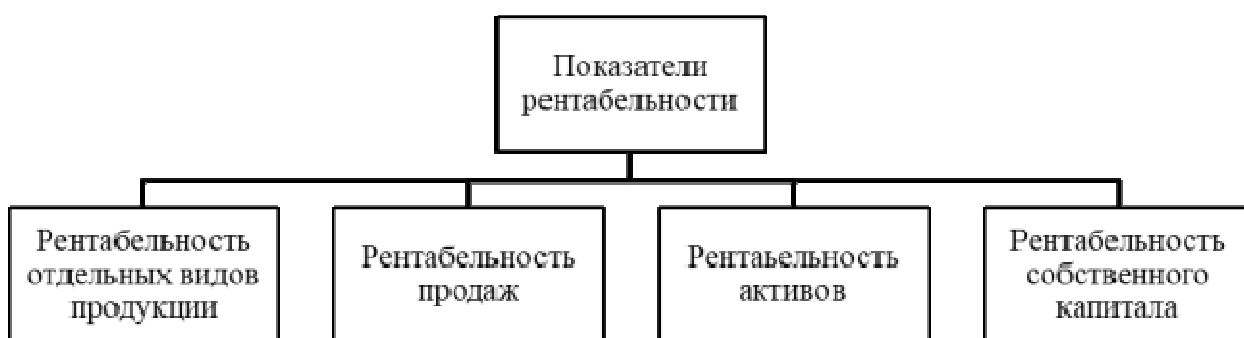 Показатели
рентабельности
Рентабельность
отдельных видов
продукции
Рентабельность
продаж
Рентаьельность
активов
Рентабельность
собственного
капитала